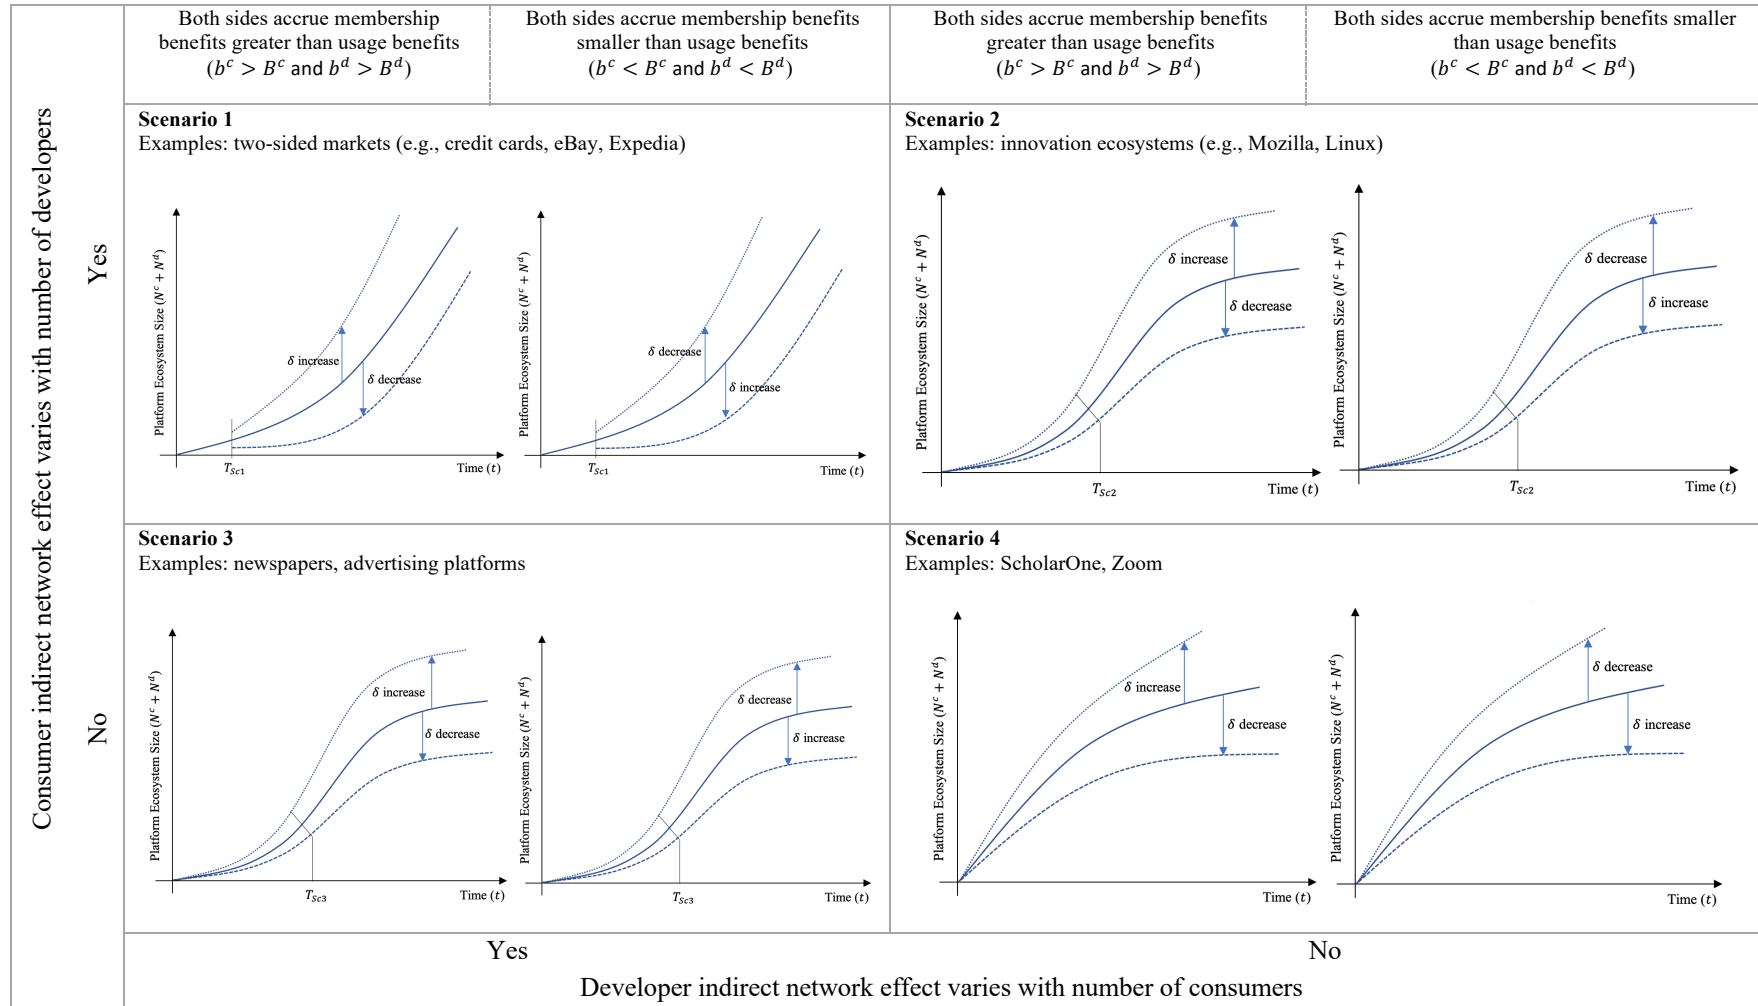 Both sides accrue membership
benefits greater than usage benefits
(b^c > B^c and b^d > B^d)
Both sides accrue membership benefits
smaller than usage benefits
(b^c < B^c and b^d < B^d)
Both sides accrue membership benefits
greater than usage benefits
(b^c > B^c and b^d > B^d)
Both sides accrue membership benefits smaller
than usage benefits
(b^c < B^c and b^d < B^d)
Consumer indirect network effect varies with number of developers
Yes
Scenario 1
Examples: two-sided markets (e.g., credit cards, eBay, Expedia)
Platform Ecosystem Size (N^c + N^d)
δ increase
δ decrease
T_Sc1
Time (t)
Platform Ecosystem Size (N^c + N^d)
δ decrease
δ increase
T_Sc1
Time (t)
Scenario 2
Examples: innovation ecosystems (e.g., Mozilla, Linux)
Platform Ecosystem Size (N^c + N^d)
δ increase
δ decrease
T_Sc2
Time (t)
Platform Ecosystem Size (N^c + N^d)
δ decrease
δ increase
T_Sc2
Time (t)
No
Scenario 3
Examples: newspapers, advertising platforms
Platform Ecosystem Size (N^c + N^d)
δ increase
δ decrease
T_Sc3
Time (t)
Platform Ecosystem Size (N^c + N^d)
δ decrease
δ increase
T_Sc3
Time (t)
Scenario 4
Examples: ScholarOne, Zoom
Platform Ecosystem Size (N^c + N^d)
δ increase
δ decrease
Time (t)
Platform Ecosystem Size (N^c + N^d)
δ decrease
δ increase
Time (t)
Yes
No
Developer indirect network effect varies with number of consumers